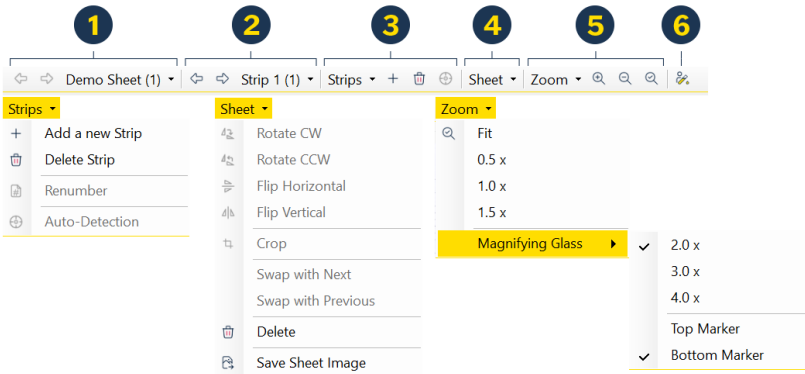 1 2 3 4 5 6
Demo Sheet (1) Strip 1 (1) Strips Sheet Zoom
Strips
Add a new Strip
Delete Strip
Renumber
Auto-Detection
Sheet
Rotate CW
Rotate CCW
Flip Horizontal
Flip Vertical
Crop
Swap with Next
Swap with Previous
Delete
Save Sheet Image
Zoom
Fit
0.5 x
1.0 x
1.5 x
Magnifying Glass
2.0 x
3.0 x
4.0 x
Top Marker
Bottom Marker